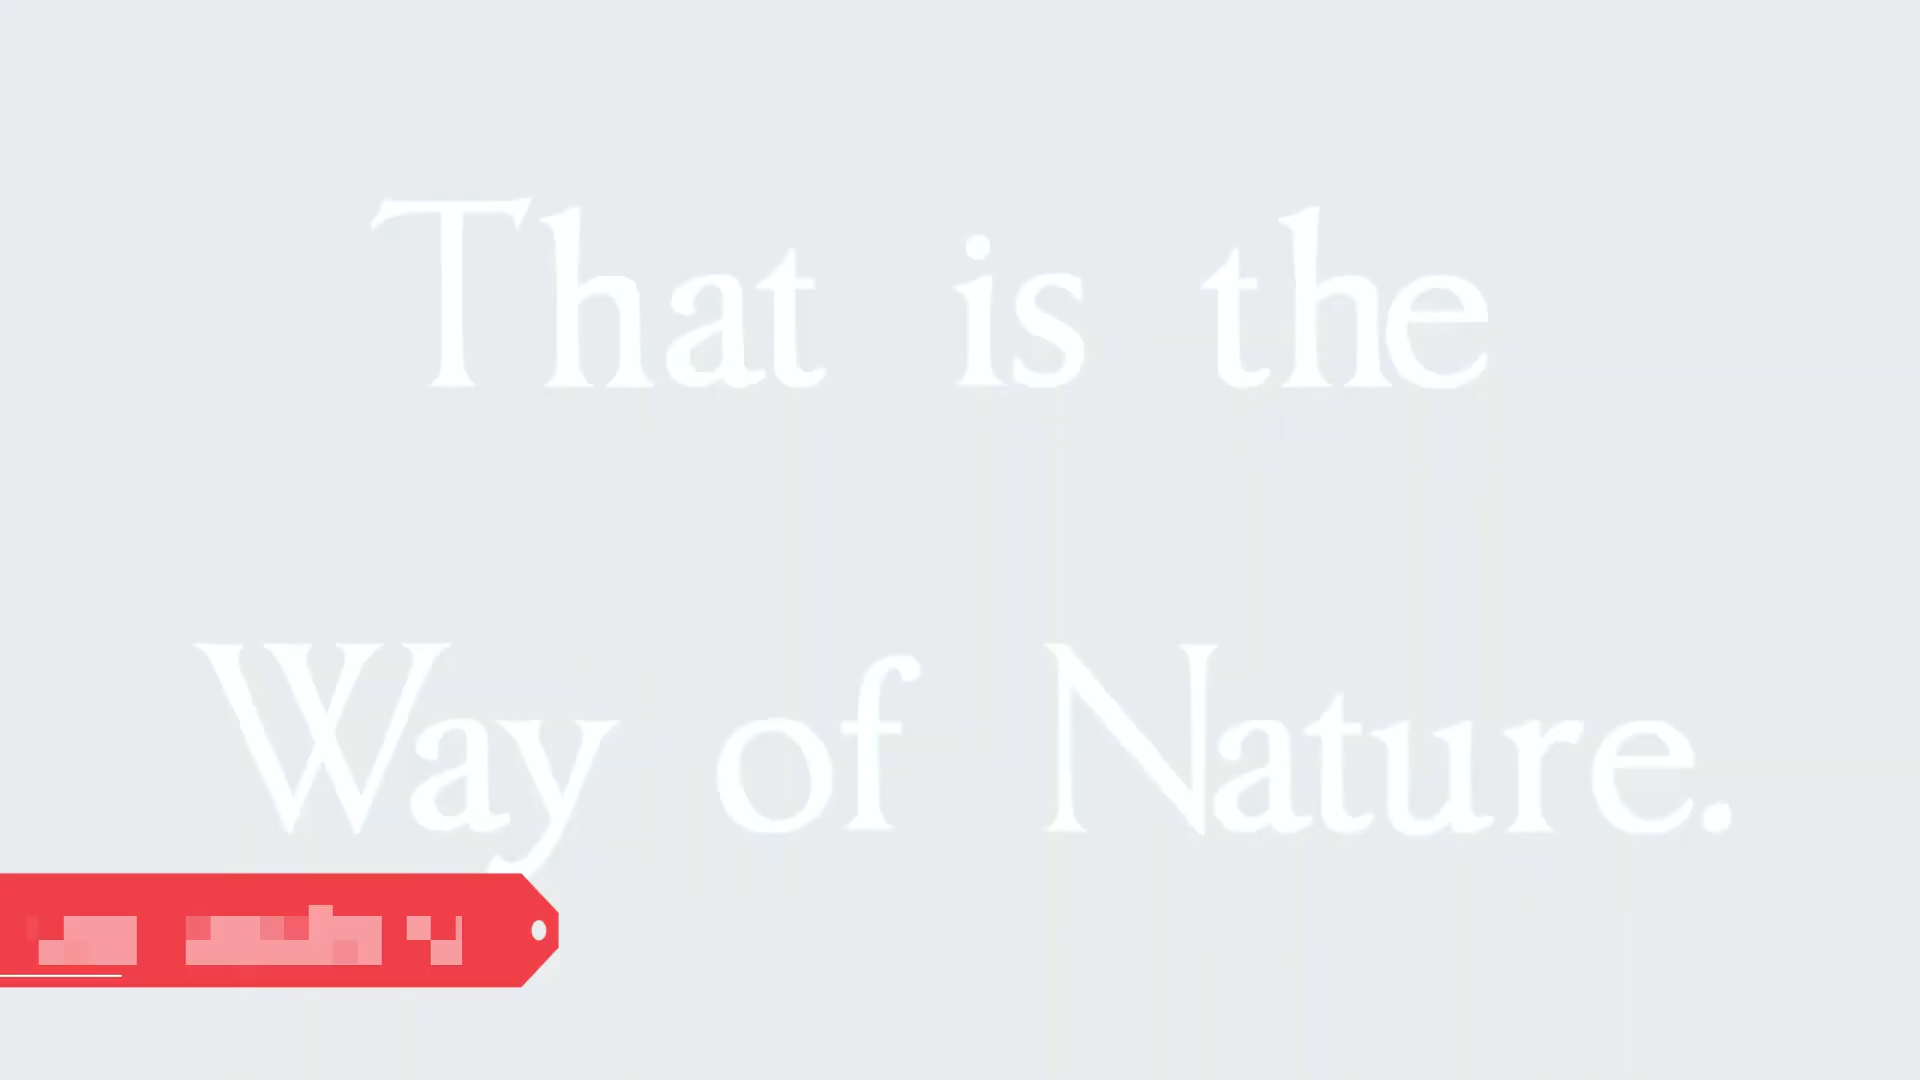 That is the
Way of Nature.